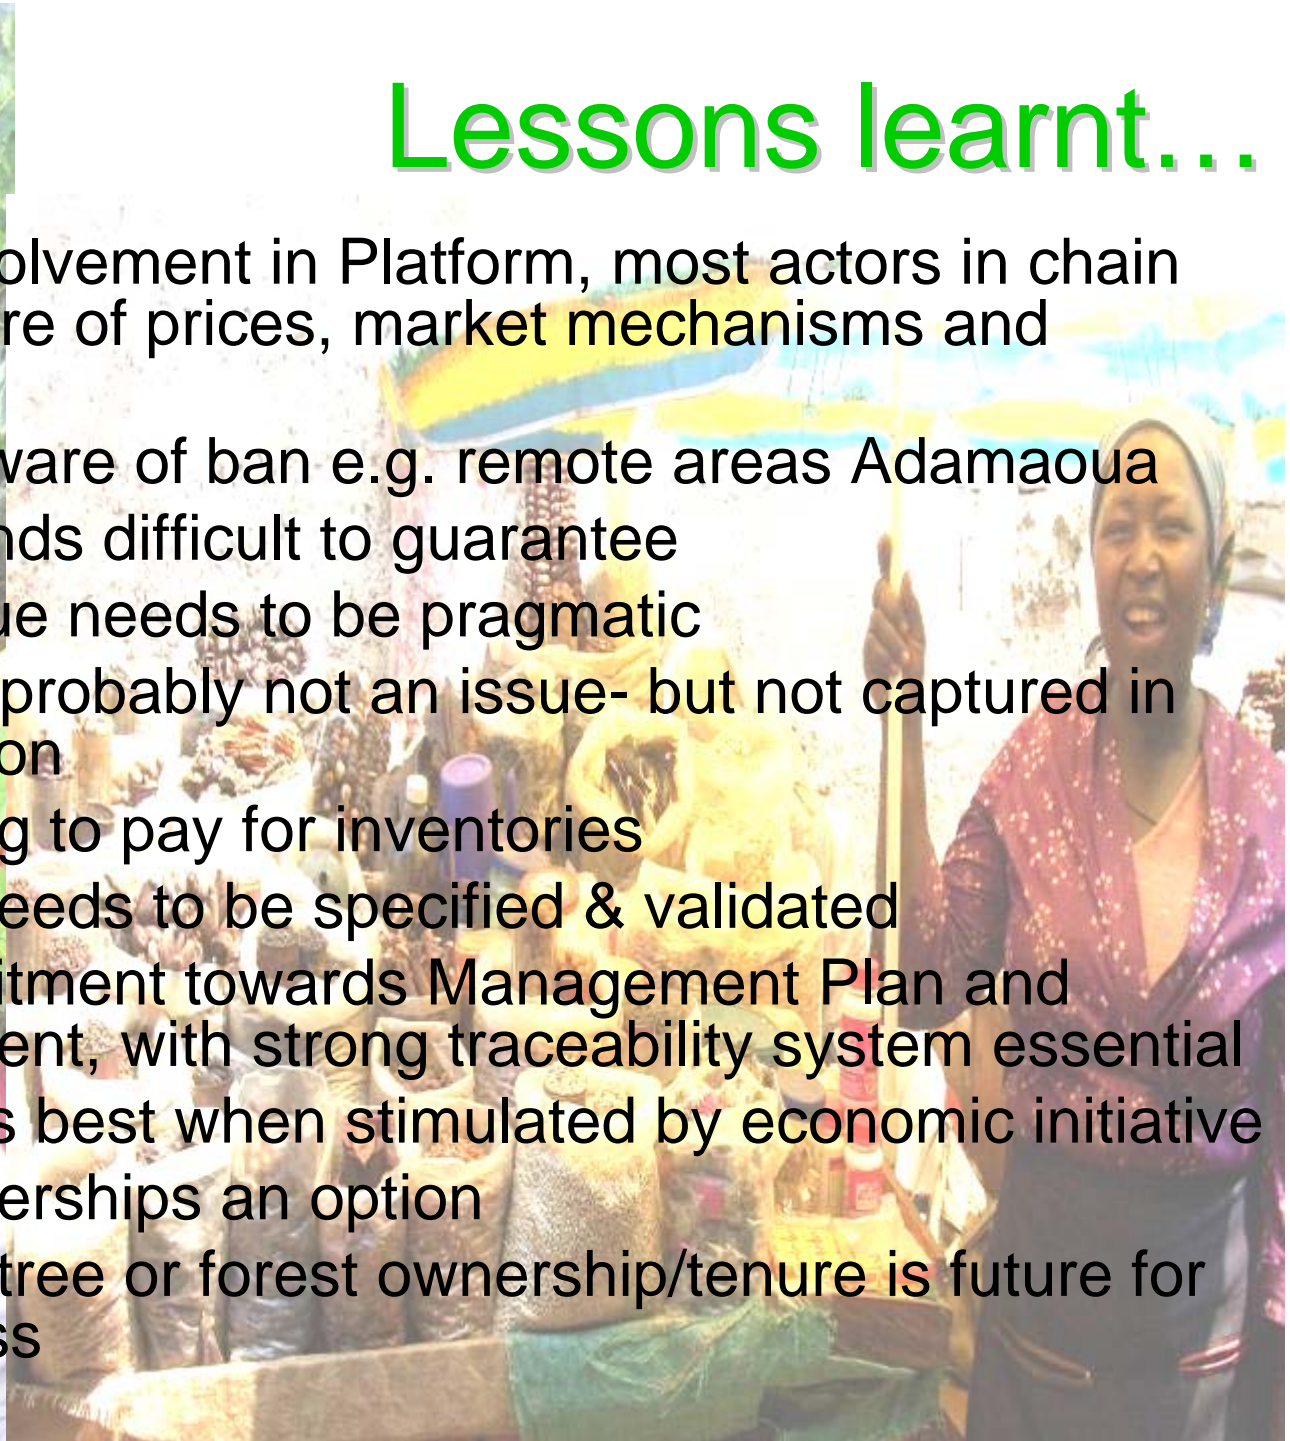 Lessons learnt…
olvement in Platform, most actors in chain
re of prices, market mechanisms and
ware of ban e.g. remote areas Adamaoua
nds difficult to guarantee
ue needs to be pragmatic
probably not an issue- but not captured in
on
g to pay for inventories
eeds to be specified & validated
itment towards Management Plan and
ent, with strong traceability system essential
s best when stimulated by economic initiative
erships an option
tree or forest ownership/tenure is future for
ss